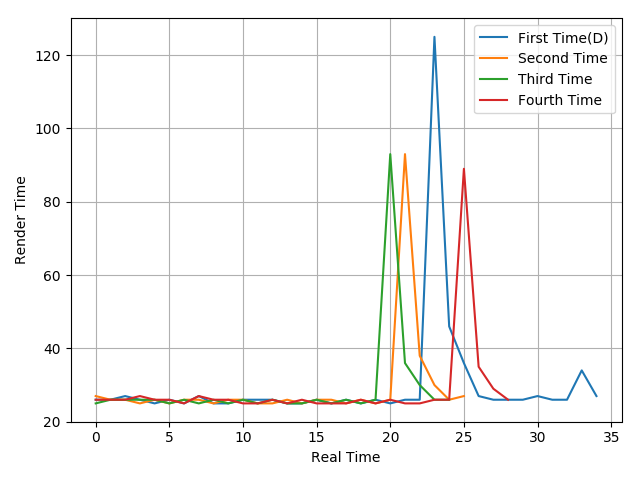 First Time(D)
Second Time
Third Time
Fourth Time
120
100
80
60
40
20
Render Time
0 5 10 15 20 25 30 35
Real Time